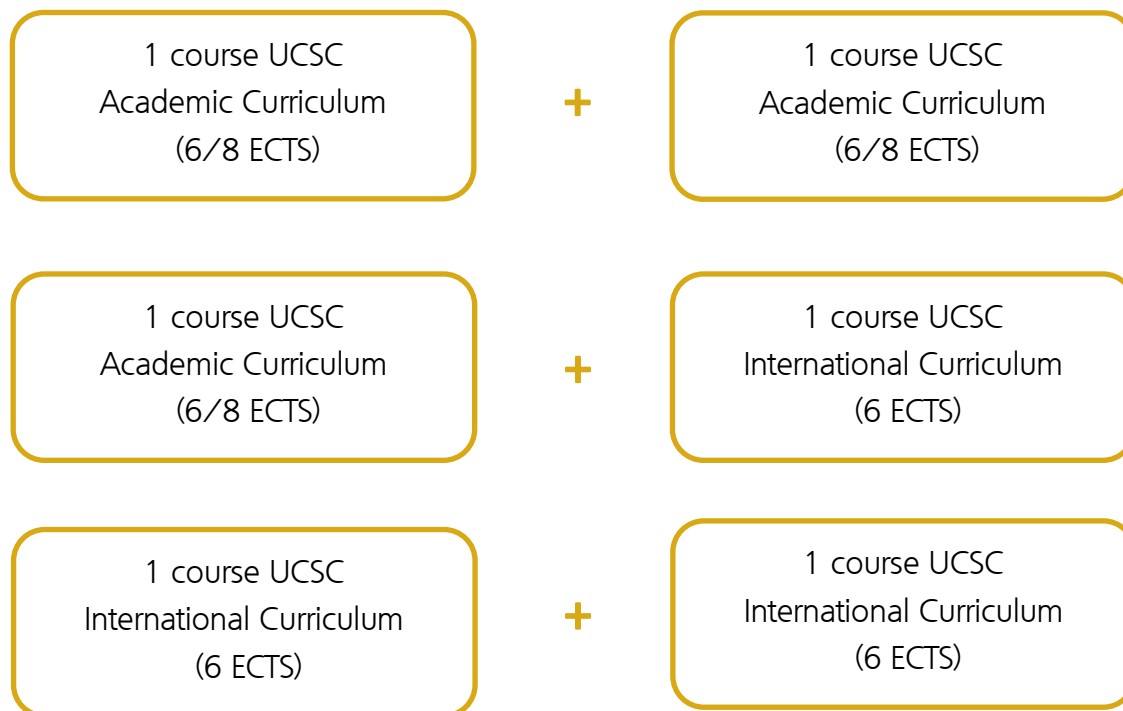 1 course UCSC
Academic Curriculum
(6/8 ECTS)
+
1 course UCSC
Academic Curriculum
(6/8 ECTS)
1 course UCSC
Academic Curriculum
(6/8 ECTS)
+
1 course UCSC
International Curriculum
(6 ECTS)
1 course UCSC
International Curriculum
(6 ECTS)
+
1 course UCSC
International Curriculum
(6 ECTS)